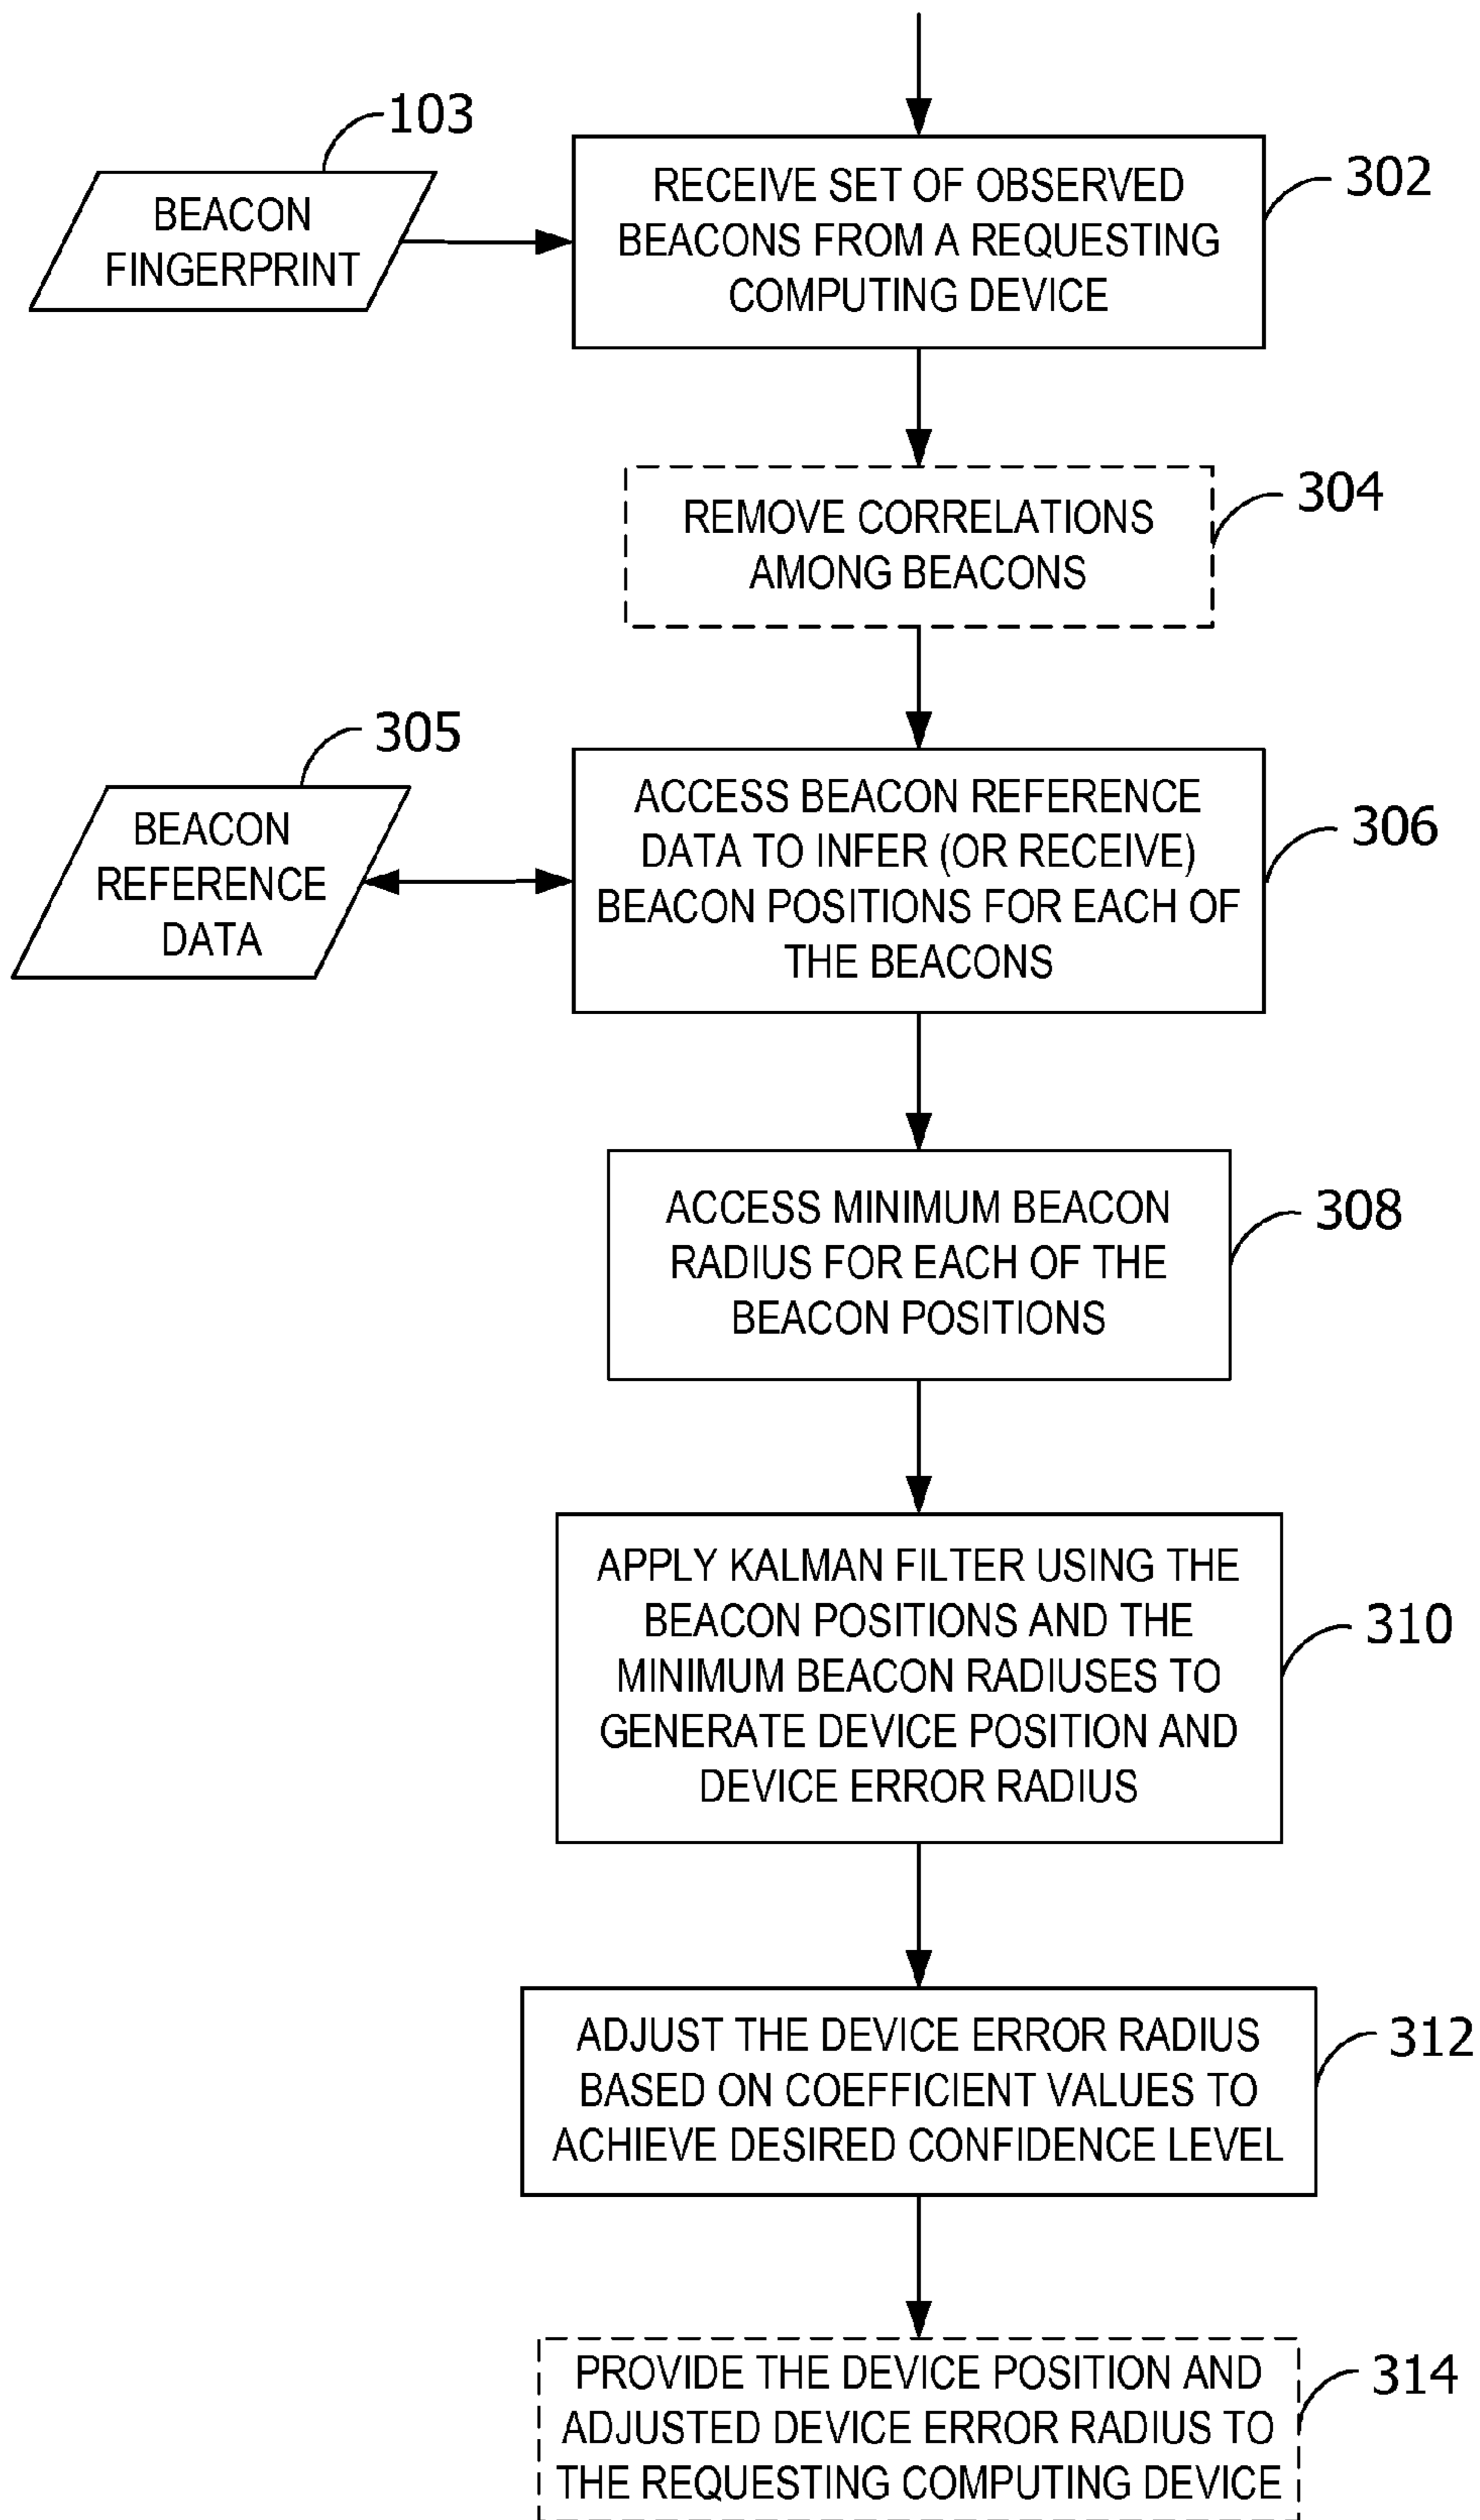 103
BEACON
FINGERPRINT
RECEIVE SET OF OBSERVED
BEACONS FROM A REQUESTING
COMPUTING DEVICE
302
REMOVE CORRELATIONS
AMONG BEACONS
304
305
BEACON
REFERENCE
DATA
ACCESS BEACON REFERENCE
DATA TO INFER (OR RECEIVE)
BEACON POSITIONS FOR EACH OF
THE BEACONS
306
ACCESS MINIMUM BEACON
RADIUS FOR EACH OF THE
BEACON POSITIONS
308
APPLY KALMAN FILTER USING THE
BEACON POSITIONS AND THE
MINIMUM BEACON RADIUSES TO
GENERATE DEVICE POSITION AND
DEVICE ERROR RADIUS
310
ADJUST THE DEVICE ERROR RADIUS
BASED ON COEFFICIENT VALUES TO
ACHIEVE DESIRED CONFIDENCE LEVEL
312
PROVIDE THE DEVICE POSITION AND
ADJUSTED DEVICE ERROR RADIUS TO
THE REQUESTING COMPUTING DEVICE
314